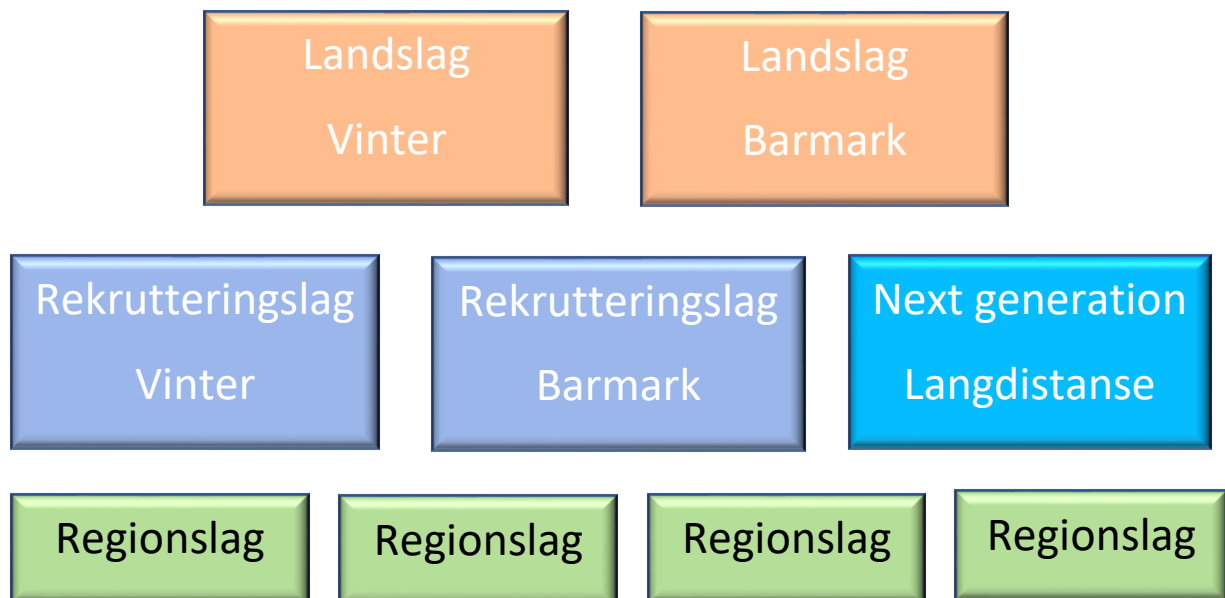 Landslag
Vinter
Landslag
Barmark
Rekrutteringslag
Vinter
Rekrutteringslag
Barmark
Next generation
Langdistanse
Regionslag
Regionslag
Regionslag
Regionslag